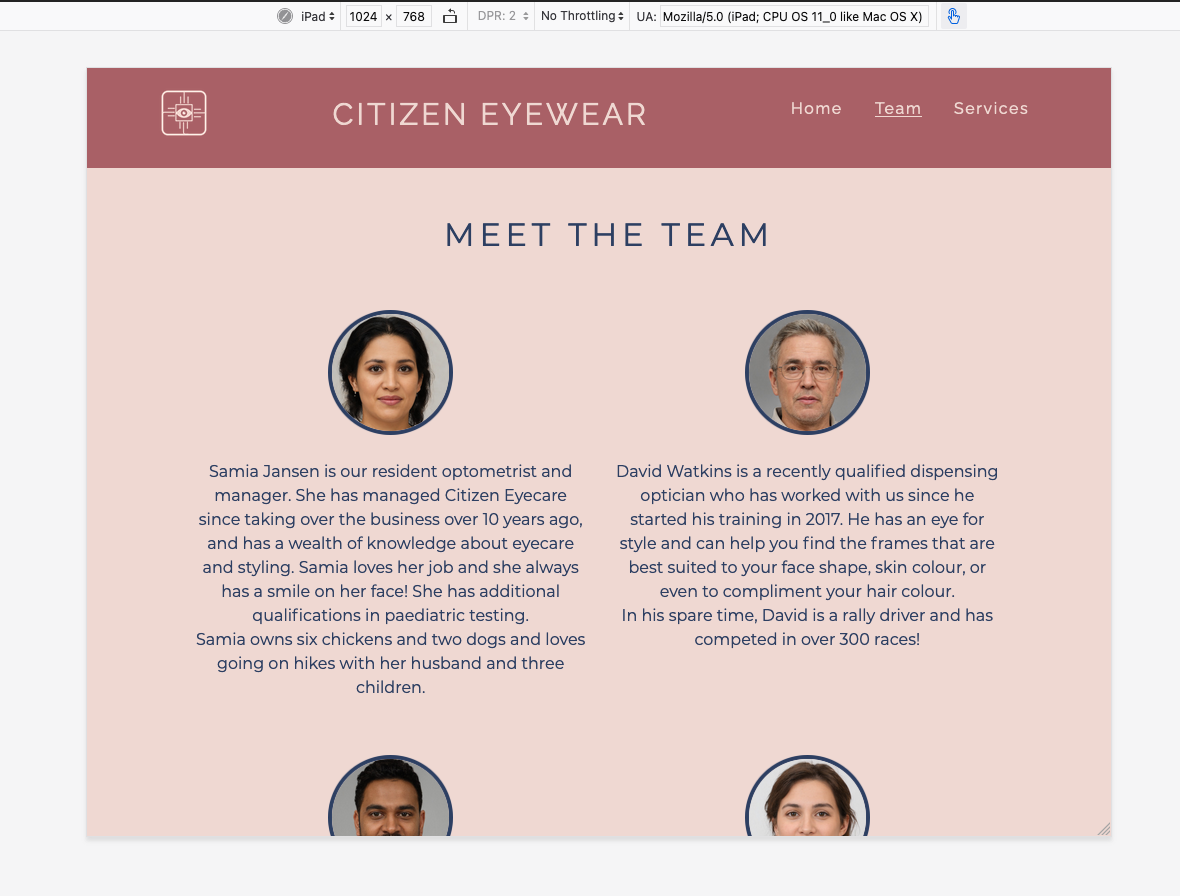 iPad 1024 × 768 DPR: 2 No Throttling UA: Mozilla/5.0 (iPad; CPU OS 11_0 like Mac OS X)
CITIZEN EYEWEAR
Home Team Services
MEET THE TEAM
Samia Jansen is our resident optometrist and
manager. She has managed Citizen Eyecare
since taking over the business over 10 years ago,
and has a wealth of knowledge about eyecare
and styling. Samia loves her job and she always
has a smile on her face! She has additional
qualifications in paediatric testing.
Samia owns six chickens and two dogs and loves
going on hikes with her husband and three
children.
David Watkins is a recently qualified dispensing
optician who has worked with us since he
started his training in 2017. He has an eye for
style and can help you find the frames that are
best suited to your face shape, skin colour, or
even to compliment your hair colour.
In his spare time, David is a rally driver and has
competed in over 300 races!